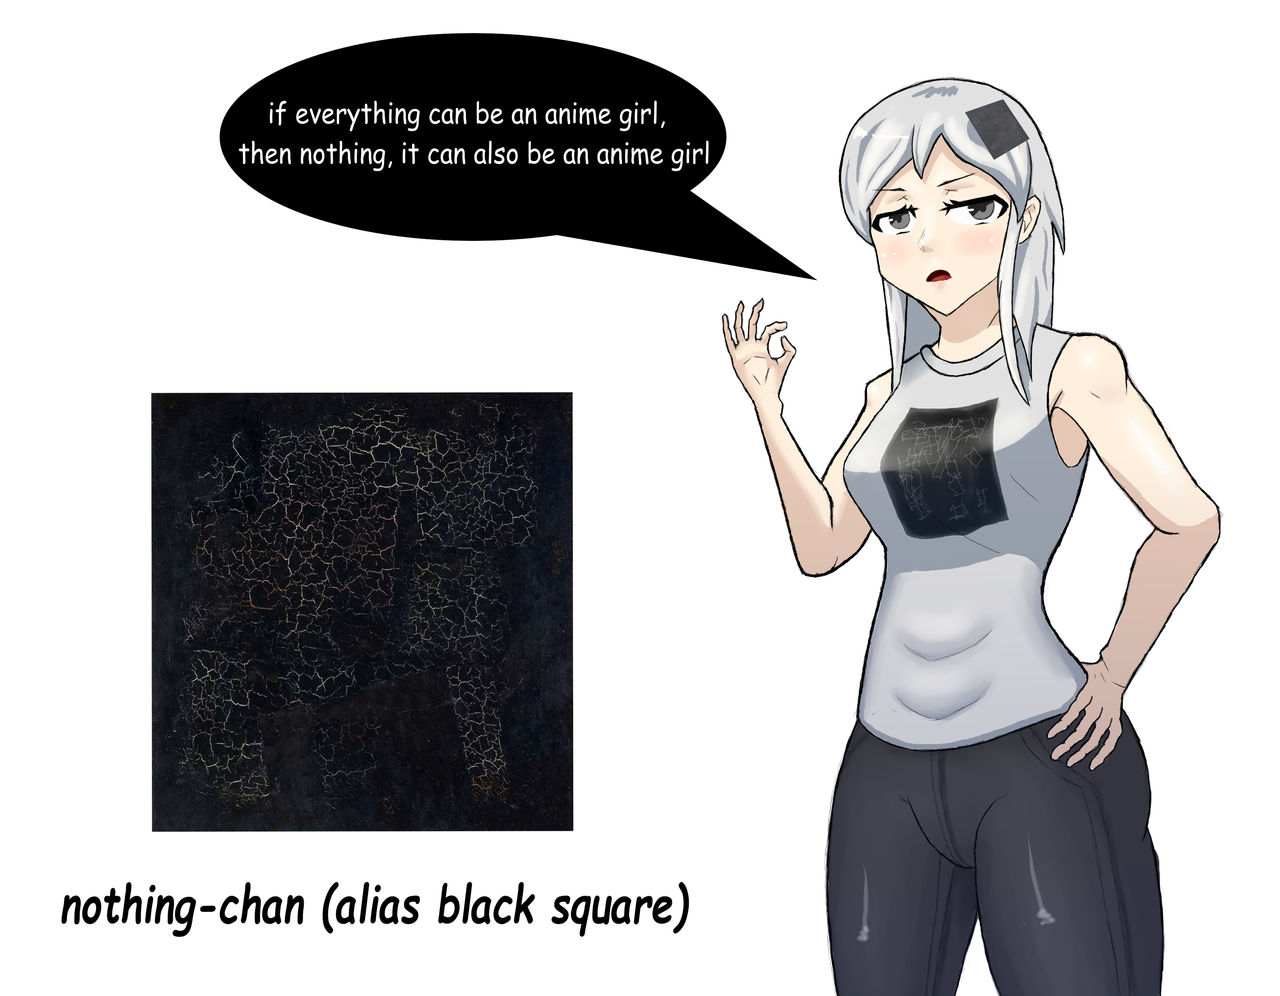 if everything can be an anime girl,
then nothing, it can also be an anime girl
nothing-chan (alias black square)